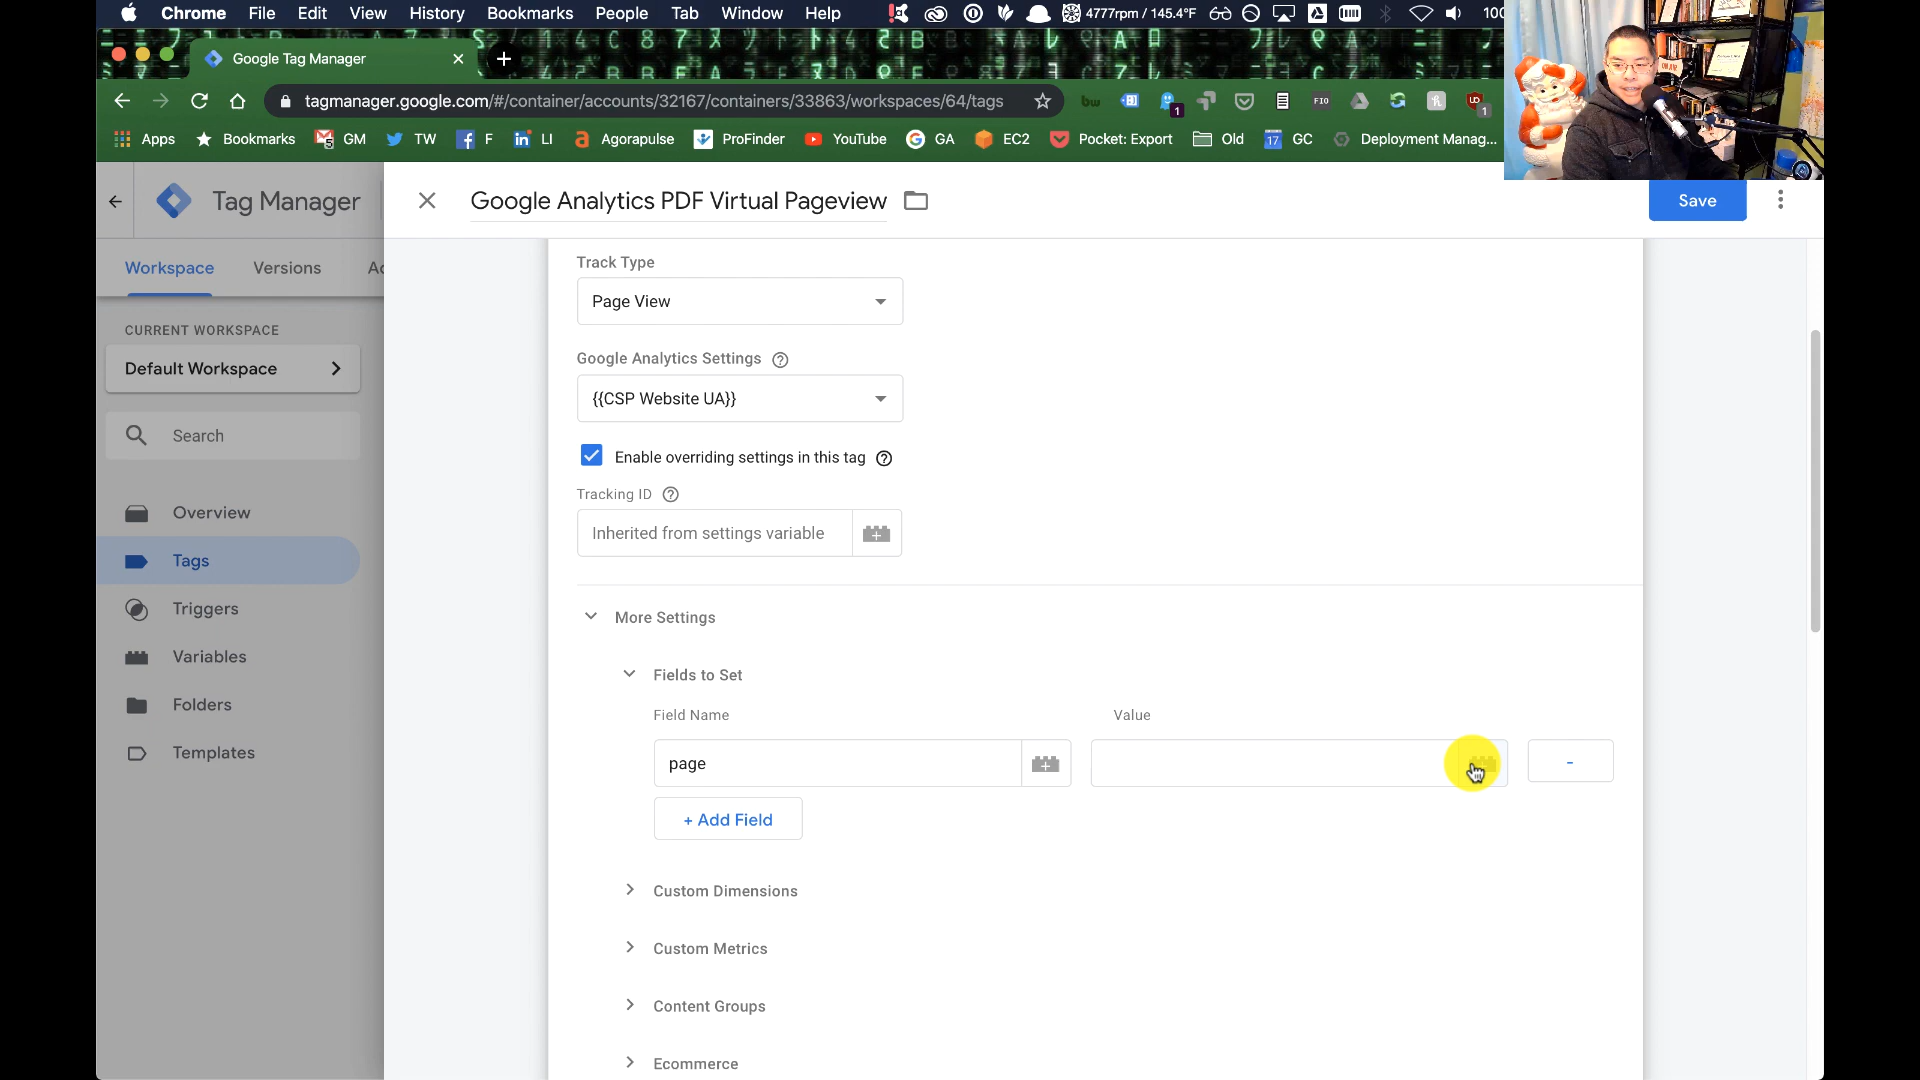 Chrome File Edit View History Bookmarks People Tab Window Help 4777rpm / 145.4°F 100
Google Tag Manager
tagmanager.google.com/#/container/accounts/32167/containers/33863/workspaces/64/tags
Apps Bookmarks GM TW F LI Agorapulse ProFinder YouTube GA EC2 Pocket: Export Old GC Deployment Manag...
Tag Manager
Google Analytics PDF Virtual Pageview
Save
Workspace Versions Ac
CURRENT WORKSPACE
Default Workspace
Search
Overview
Tags
Triggers
Variables
Folders
Templates
Track Type
Page View
Google Analytics Settings
{{CSP Website UA}}
Enable overriding settings in this tag
Tracking ID
Inherited from settings variable
More Settings
Fields to Set
Field Name Value
page
-
+ Add Field
Custom Dimensions
Custom Metrics
Content Groups
Ecommerce